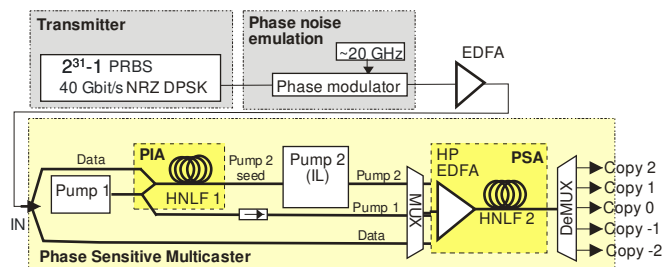 Transmitter
2³¹-1 PRBS
40 Gbit/s NRZ DPSK
Phase noise
emulation
~20 GHz
Phase modulator
EDFA
Data
PIA
HNLF 1
Pump 1
Pump 2
seed
Pump 2
(IL)
Pump 2
Pump 1
Data
MUX
HP
EDFA
PSA
HNLF 2
DeMUX
Copy 2
Copy 1
Copy 0
Copy -1
Copy -2
IN
Phase Sensitive Multicaster